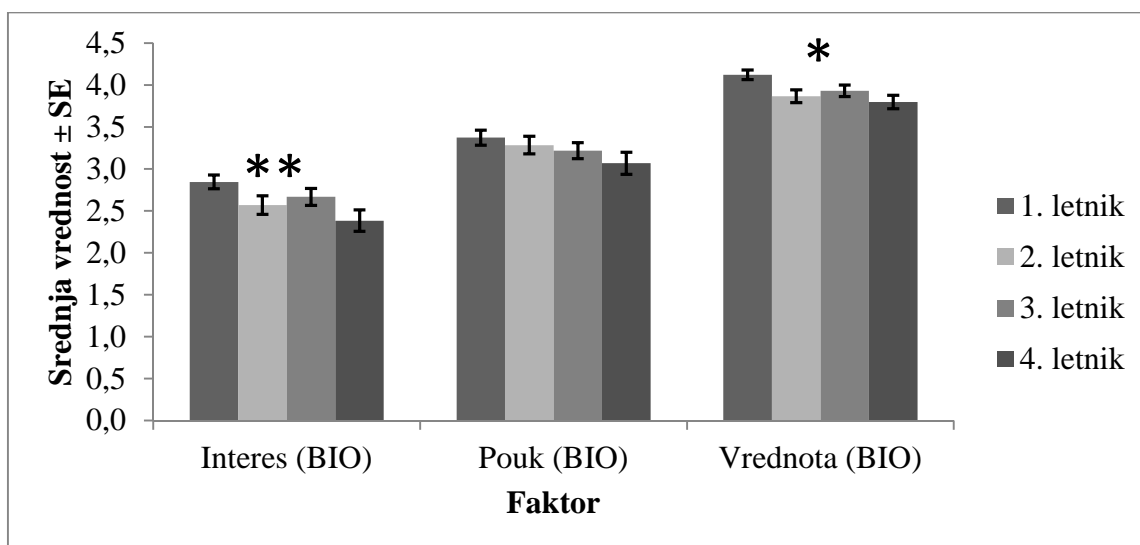 Srednja vrednost ± SE
4,5
4,0
3,5
3,0
2,5
2,0
1,5
1,0
0,5
0,0
**
*
Interes (BIO)
Pouk (BIO)
Vrednota (BIO)
Faktor
1. letnik
2. letnik
3. letnik
4. letnik